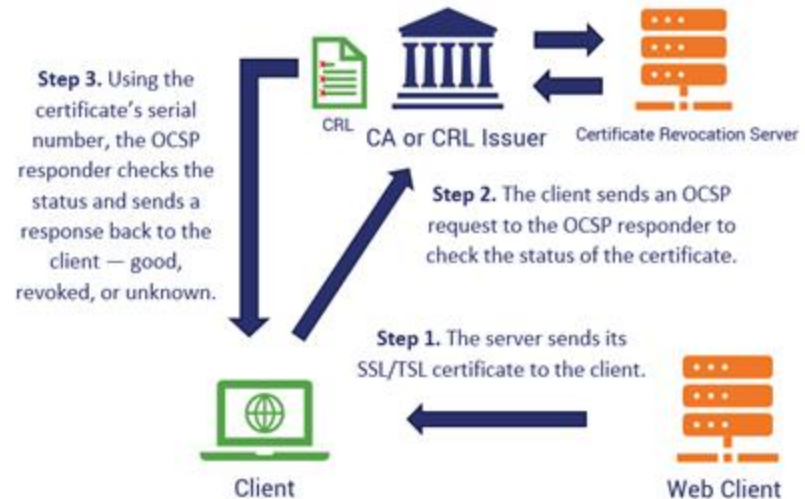 Step 3. Using the
certificate's serial
number, the OCSP
responder checks the
status and sends a
response back to the
client — good,
revoked, or unknown.
CRL
CA or CRL Issuer
Certificate Revocation Server
Step 2. The client sends an OCSP
request to the OCSP responder to
check the status of the certificate.
Step 1. The server sends its
SSL/TSL certificate to the client.
Client
Web Client